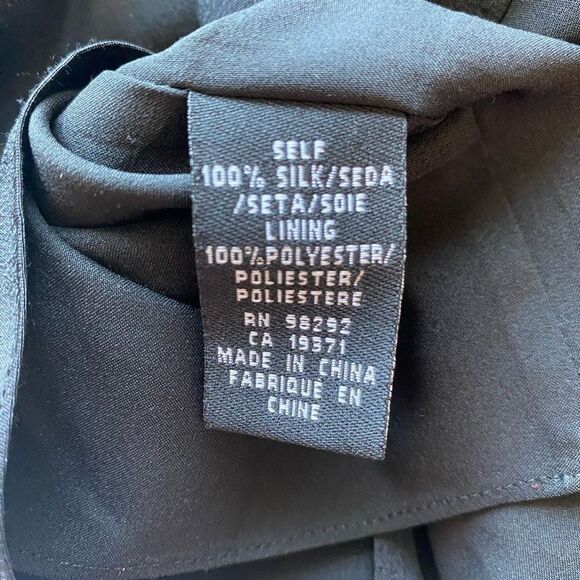 SELF
100% SILK/SEDA
/SETA/SOIE
LINING
100%POLYESTER/
POLIESTER/
POLIESTERE
RN 98292
CA 19371
MADE IN CHINA
FABRIQUE EN
CHINE